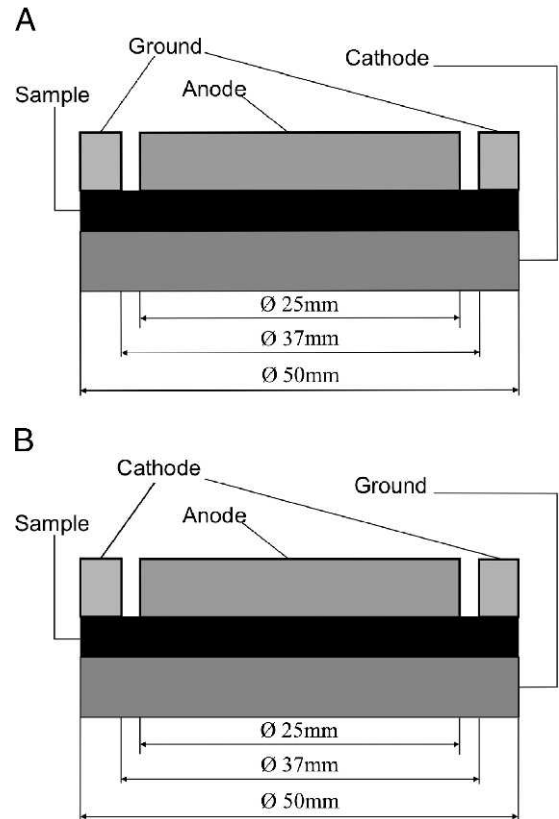 A
Ground
Cathode
Sample
Anode
Ø 25mm
Ø 37mm
Ø 50mm
B
Cathode
Ground
Sample
Anode
Ø 25mm
Ø 37mm
Ø 50mm